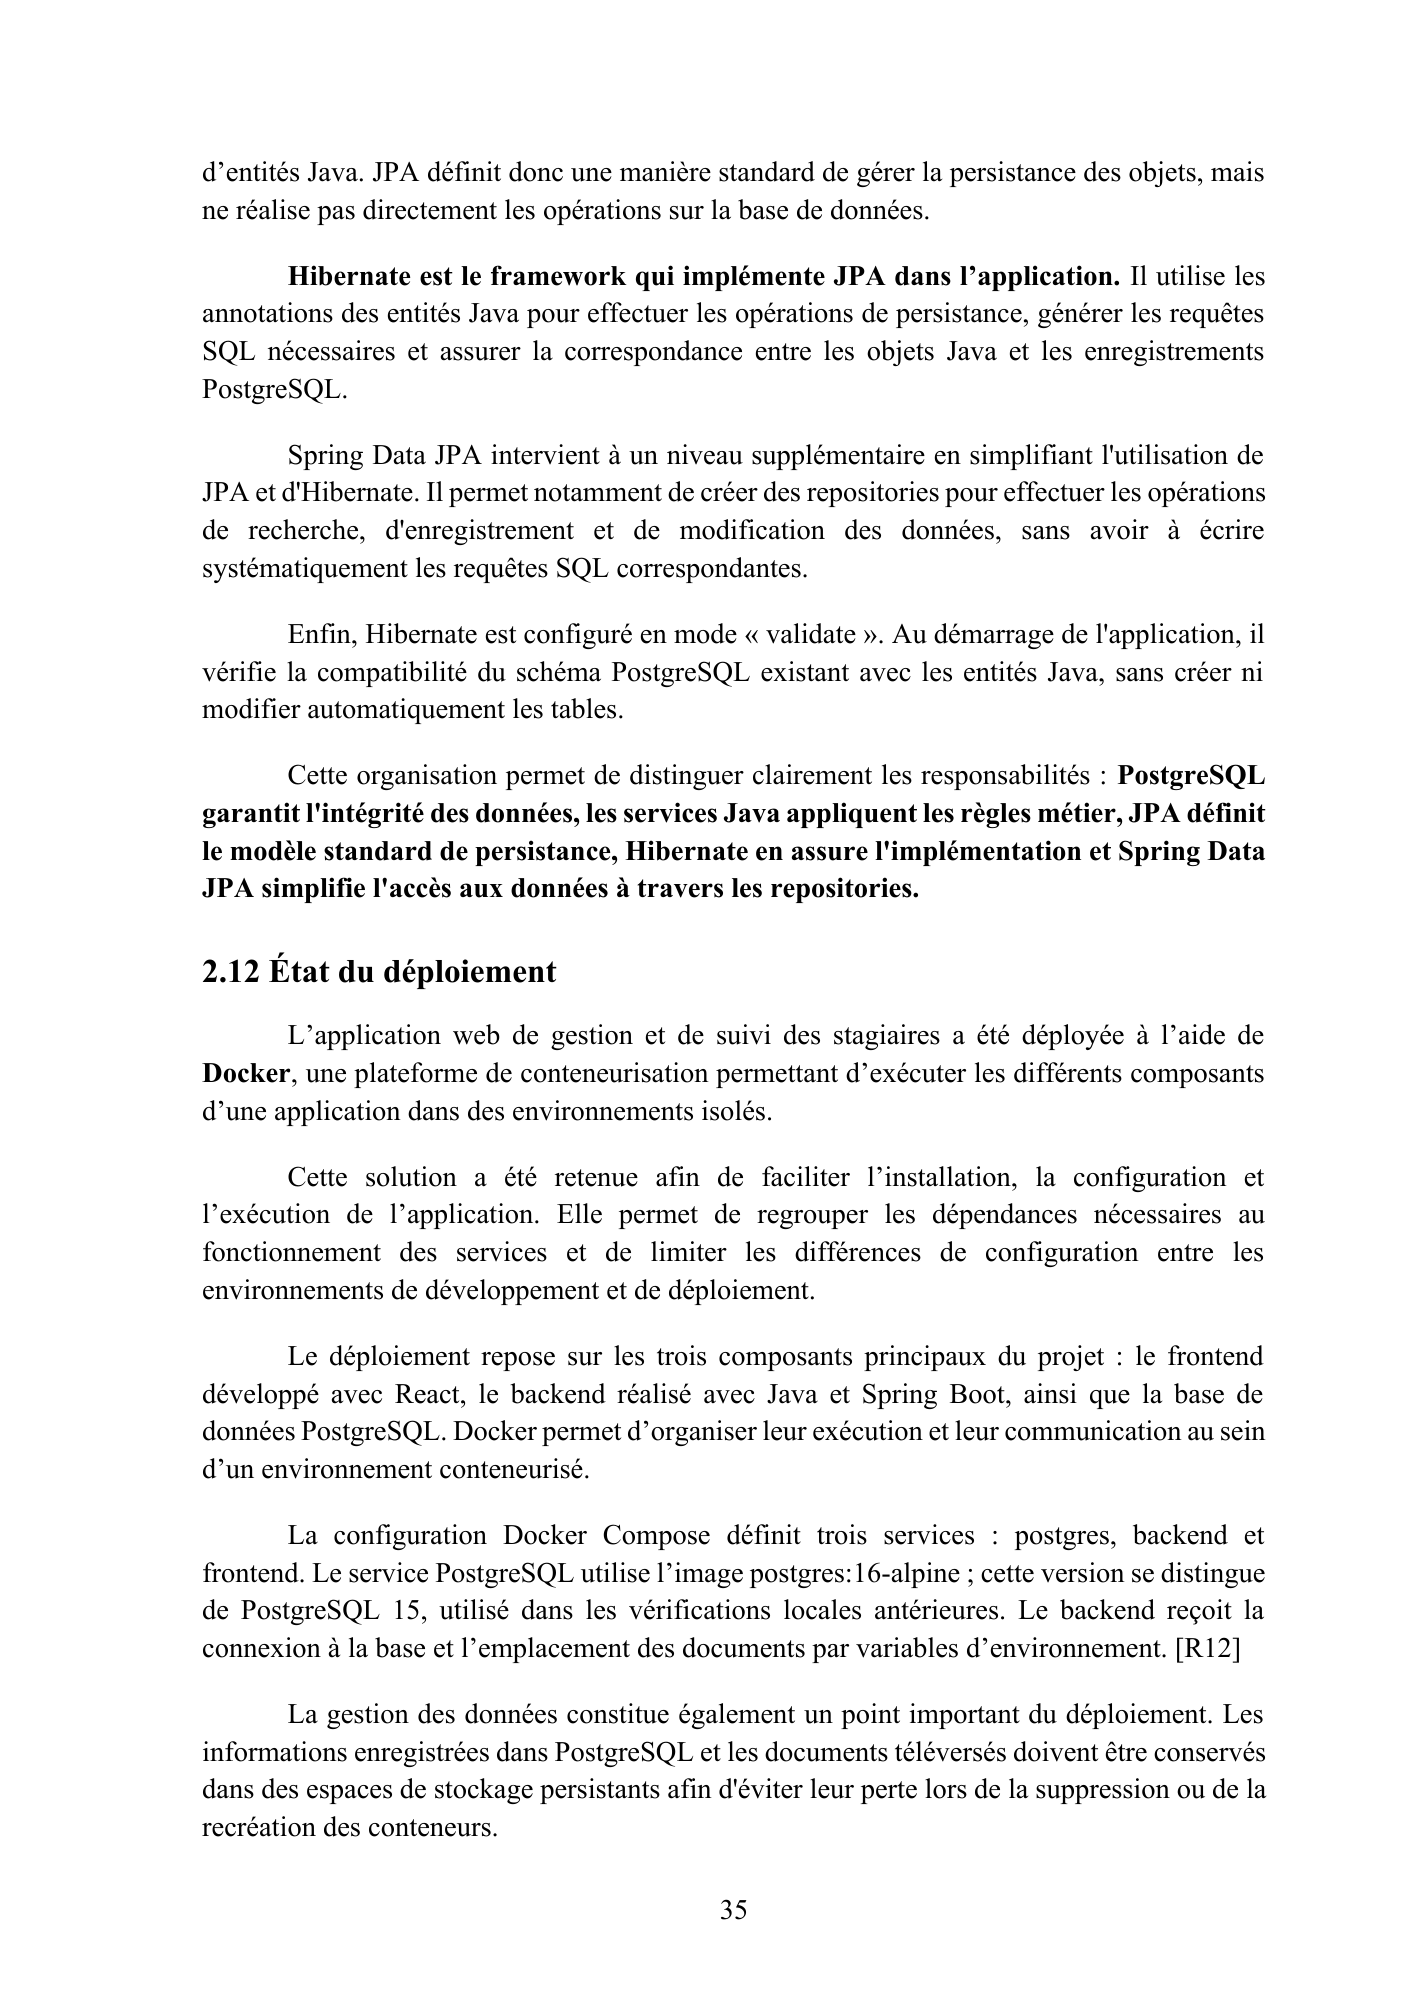 d’entités Java. JPA définit donc une manière standard de gérer la persistance des objets, mais
ne réalise pas directement les opérations sur la base de données.
Hibernate est le framework qui implémente JPA dans l’application. Il utilise les
annotations des entités Java pour effectuer les opérations de persistance, générer les requêtes
SQL nécessaires et assurer la correspondance entre les objets Java et les enregistrements
PostgreSQL.
Spring Data JPA intervient à un niveau supplémentaire en simplifiant l'utilisation de
JPA et d'Hibernate. Il permet notamment de créer des repositories pour effectuer les opérations
de recherche, d'enregistrement et de modification des données, sans avoir à écrire
systématiquement les requêtes SQL correspondantes.
Enfin, Hibernate est configuré en mode « validate ». Au démarrage de l'application, il
vérifie la compatibilité du schéma PostgreSQL existant avec les entités Java, sans créer ni
modifier automatiquement les tables.
Cette organisation permet de distinguer clairement les responsabilités : PostgreSQL
garantit l'intégrité des données, les services Java appliquent les règles métier, JPA définit
le modèle standard de persistance, Hibernate en assure l'implémentation et Spring Data
JPA simplifie l'accès aux données à travers les repositories.
2.12 État du déploiement
L’application web de gestion et de suivi des stagiaires a été déployée à l’aide de
Docker, une plateforme de conteneurisation permettant d’exécuter les différents composants
d’une application dans des environnements isolés.
Cette solution a été retenue afin de faciliter l’installation, la configuration et
l’exécution de l’application. Elle permet de regrouper les dépendances nécessaires au
fonctionnement des services et de limiter les différences de configuration entre les
environnements de développement et de déploiement.
Le déploiement repose sur les trois composants principaux du projet : le frontend
développé avec React, le backend réalisé avec Java et Spring Boot, ainsi que la base de
données PostgreSQL. Docker permet d’organiser leur exécution et leur communication au sein
d’un environnement conteneurisé.
La configuration Docker Compose définit trois services : postgres, backend et
frontend. Le service PostgreSQL utilise l’image postgres:16-alpine ; cette version se distingue
de PostgreSQL 15, utilisé dans les vérifications locales antérieures. Le backend reçoit la
connexion à la base et l’emplacement des documents par variables d’environnement. [R12]
La gestion des données constitue également un point important du déploiement. Les
informations enregistrées dans PostgreSQL et les documents téléversés doivent être conservés
dans des espaces de stockage persistants afin d'éviter leur perte lors de la suppression ou de la
recréation des conteneurs.
35